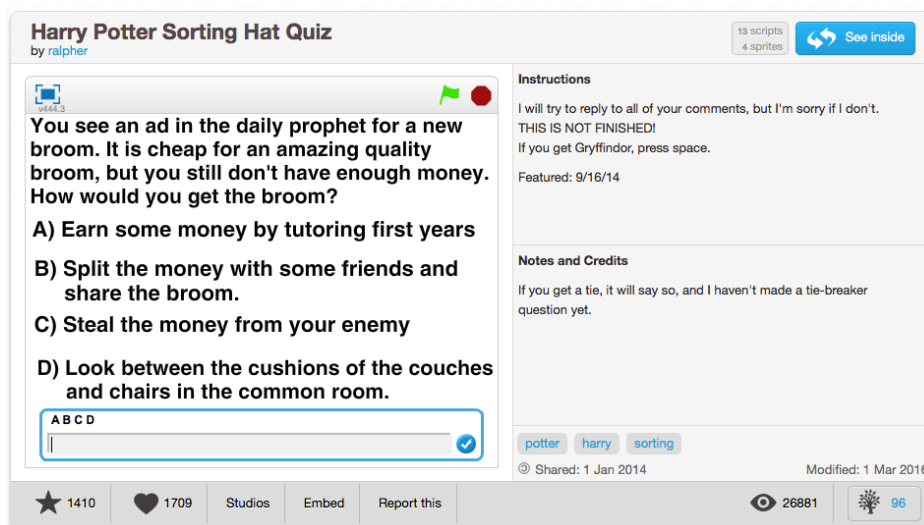 Harry Potter Sorting Hat Quiz
by ralpher
13 scripts
4 sprites
See inside
v444.3
You see an ad in the daily prophet for a new
broom. It is cheap for an amazing quality
broom, but you still don't have enough money.
How would you get the broom?
A) Earn some money by tutoring first years
B) Split the money with some friends and
share the broom.
C) Steal the money from your enemy
D) Look between the cushions of the couches
and chairs in the common room.
A B C D
Instructions
I will try to reply to all of your comments, but I'm sorry if I don't.
THIS IS NOT FINISHED!
If you get Gryffindor, press space.
Featured: 9/16/14
Notes and Credits
If you get a tie, it will say so, and I haven't made a tie-breaker
question yet.
potter harry sorting
Shared: 1 Jan 2014 Modified: 1 Mar 2016
1410 1709 Studios Embed Report this 26881 96